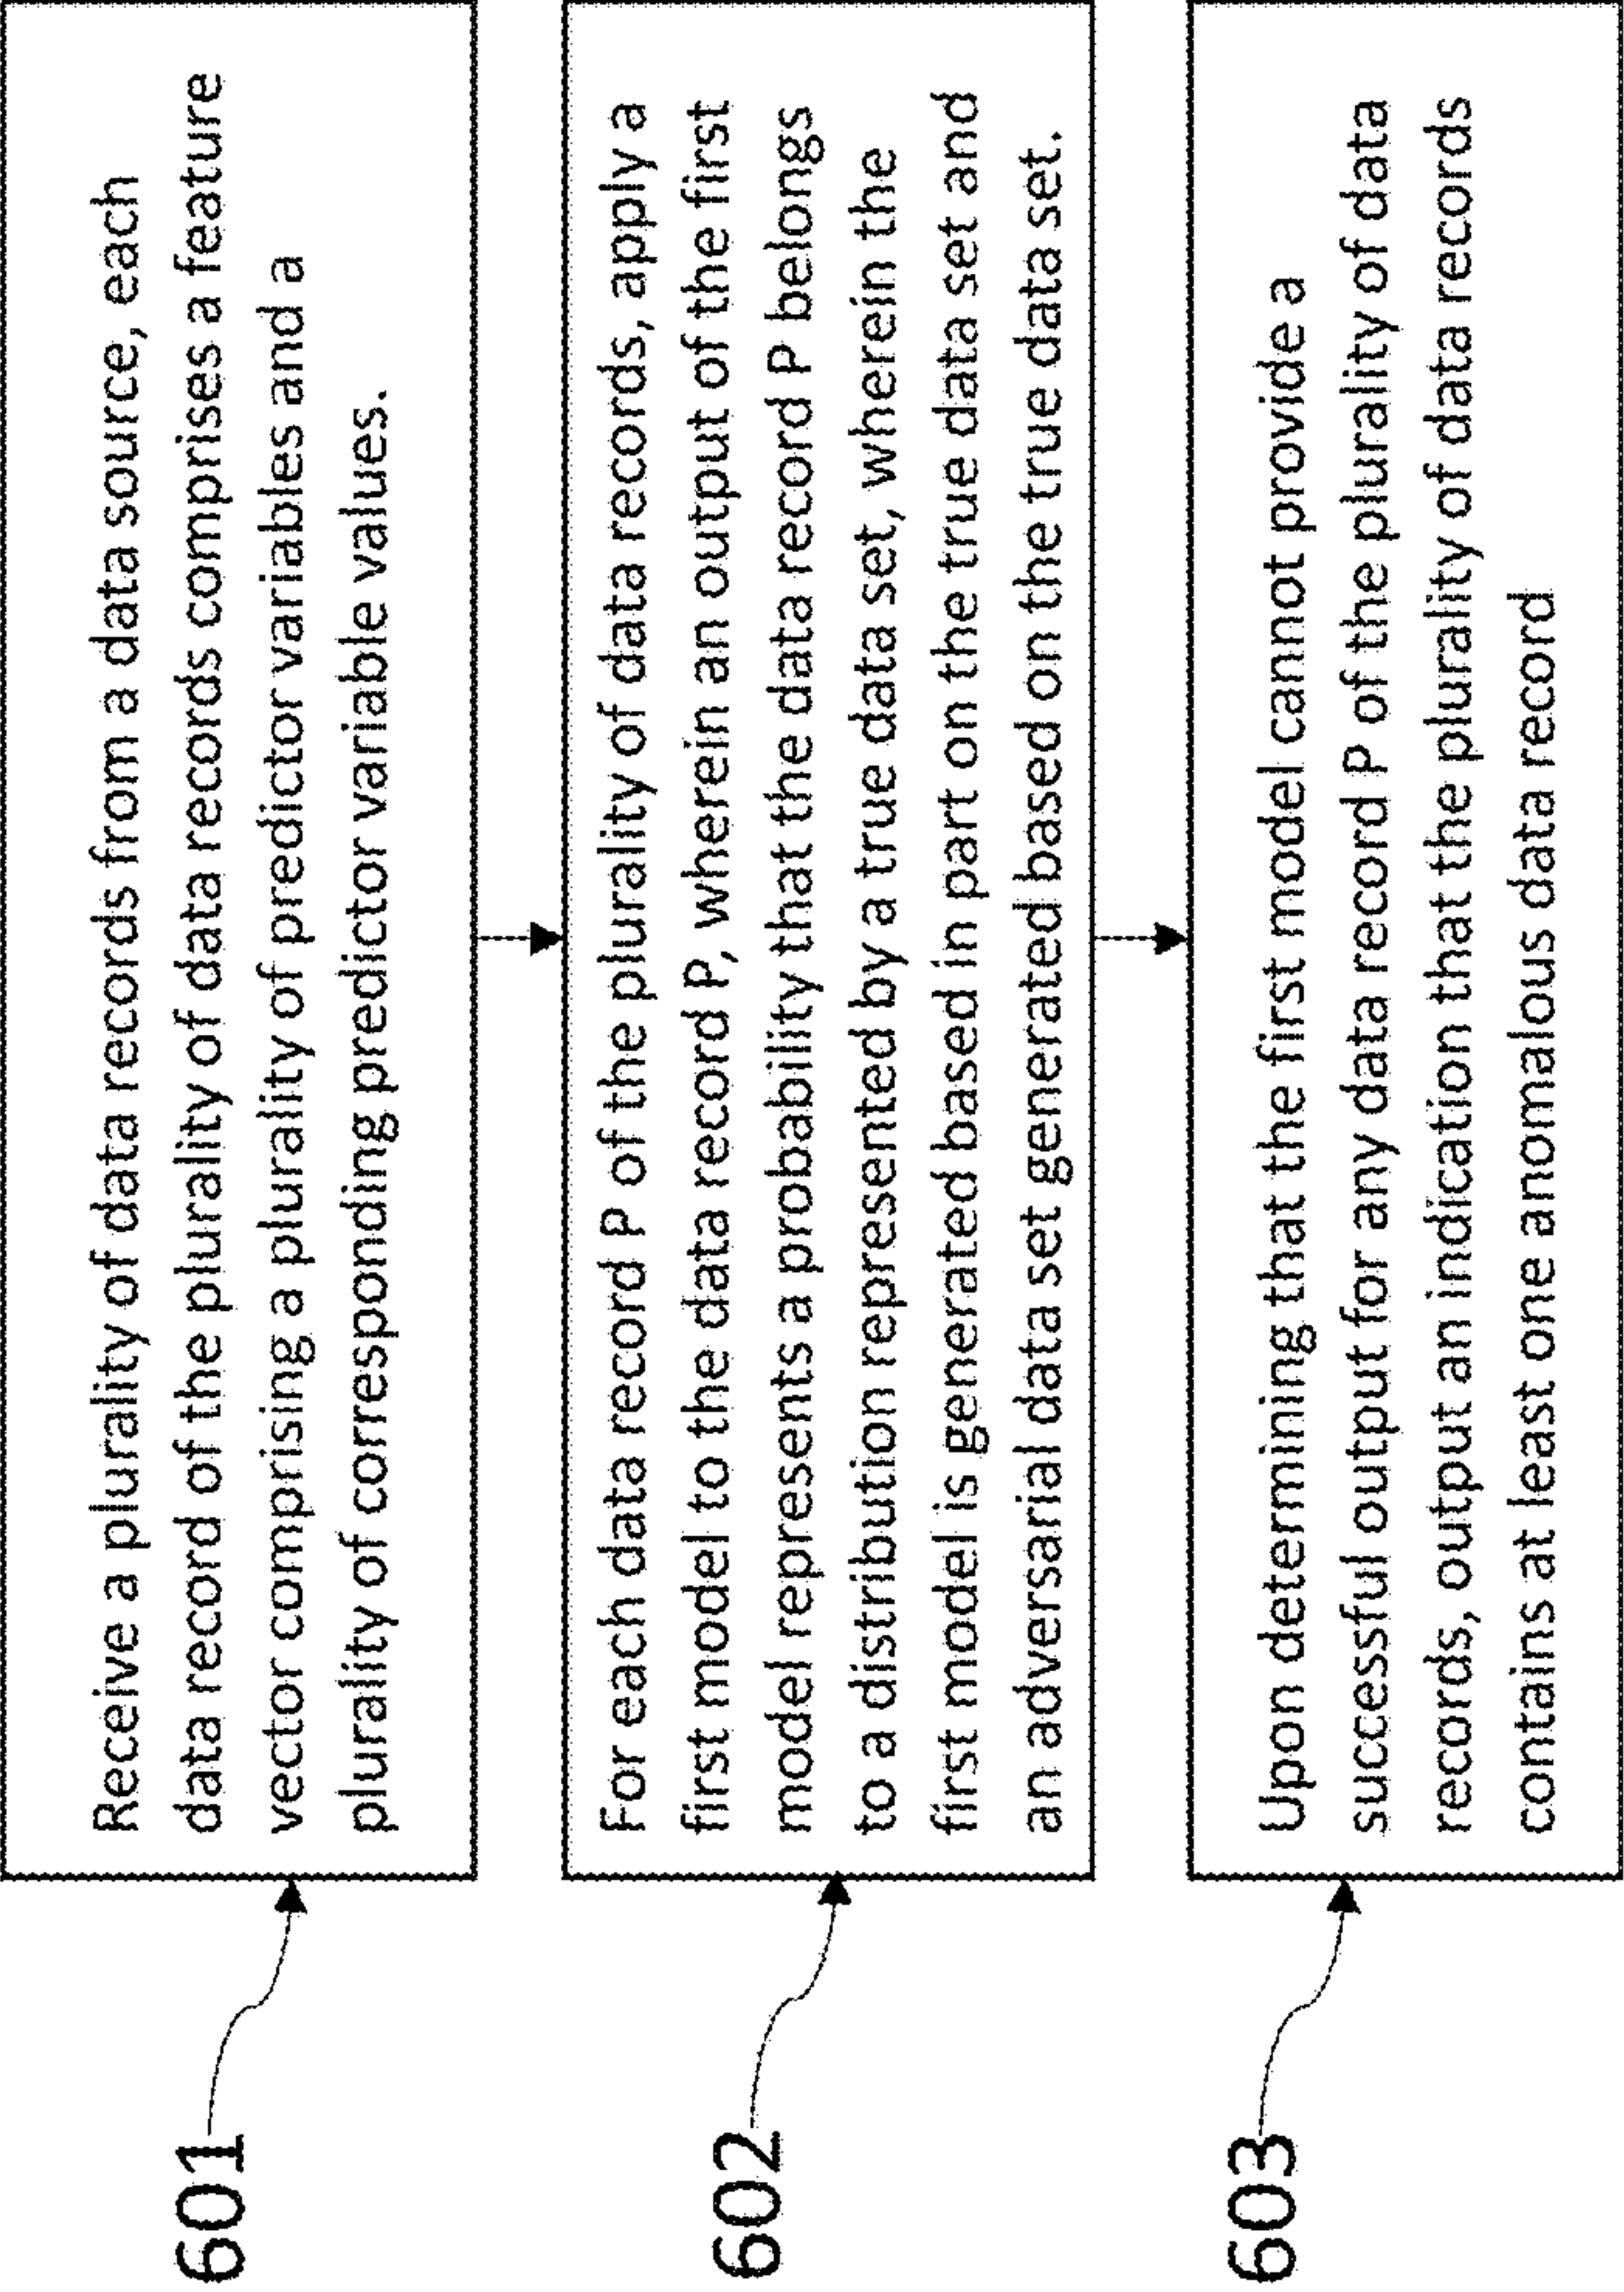 601
Receive a plurality of data records from a data source, each
data record of the plurality of data records comprises a feature
vector comprising a plurality of predictor variables and a
plurality of corresponding predictor variable values.
602
For each data record P of the plurality of data records, apply a
first model to the data record P, wherein an output of the first
model represents a probability that the data record P belongs
to a distribution represented by a true data set, wherein the
first model is generated based in part on the true data set and
an adversarial data set generated based on the true data set.
603
Upon determining that the first model cannot provide a
successful output for any data record P of the plurality of data
records, output an indication that the plurality of data records
contains at least one anomalous data record